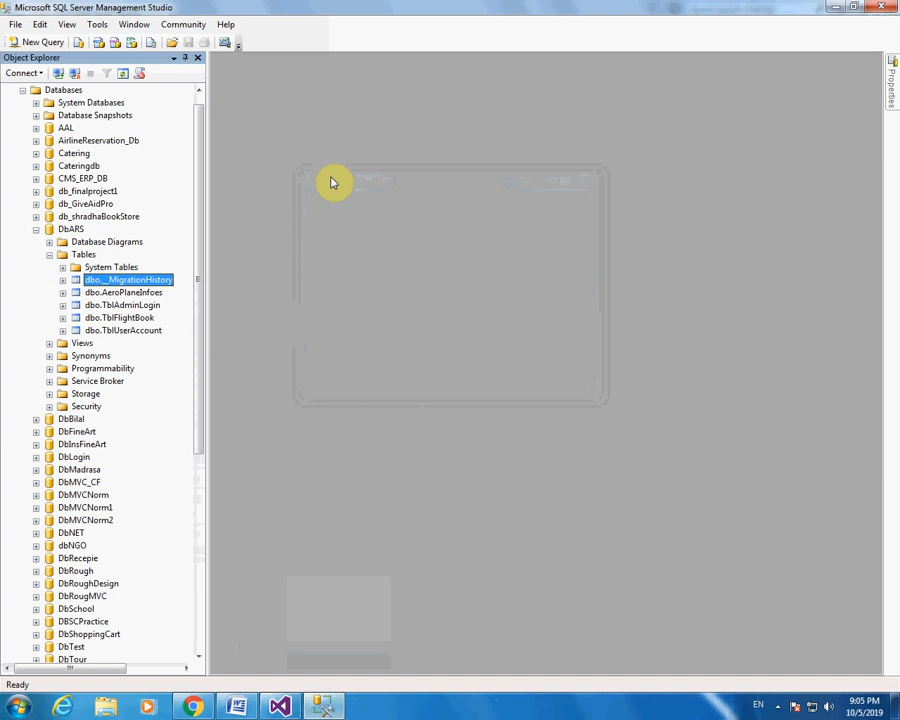 Microsoft SQL Server Management Studio
File Edit View Tools Window Community Help
New Query
Object Explorer
Connect
Databases
System Databases
Database Snapshots
AAL
AirlineReservation_Db
Catering
Cateringdb
CMS_ERP_DB
db_finalproject1
db_GiveAidPro
db_shradhaBookStore
DbARS
Database Diagrams
Tables
System Tables
dbo.__MigrationHistory
dbo.AeroPlaneInfoes
dbo.TblAdminLogin
dbo.TblFlightBook
dbo.TblUserAccount
Views
Synonyms
Programmability
Service Broker
Storage
Security
DbBilal
DbFineArt
DbInsFineArt
DbLogin
DbMadrasa
DbMVC_CF
DbMVCNorm
DbMVCNorm1
DbMVCNorm2
DbNET
dbNGO
DbRecepie
DbRough
DbRoughDesign
DbRougMVC
DbSchool
DBSCPractice
DbShoppingCart
DbTest
DbTour
Properties
Ready
EN
9:05 PM
10/5/2019